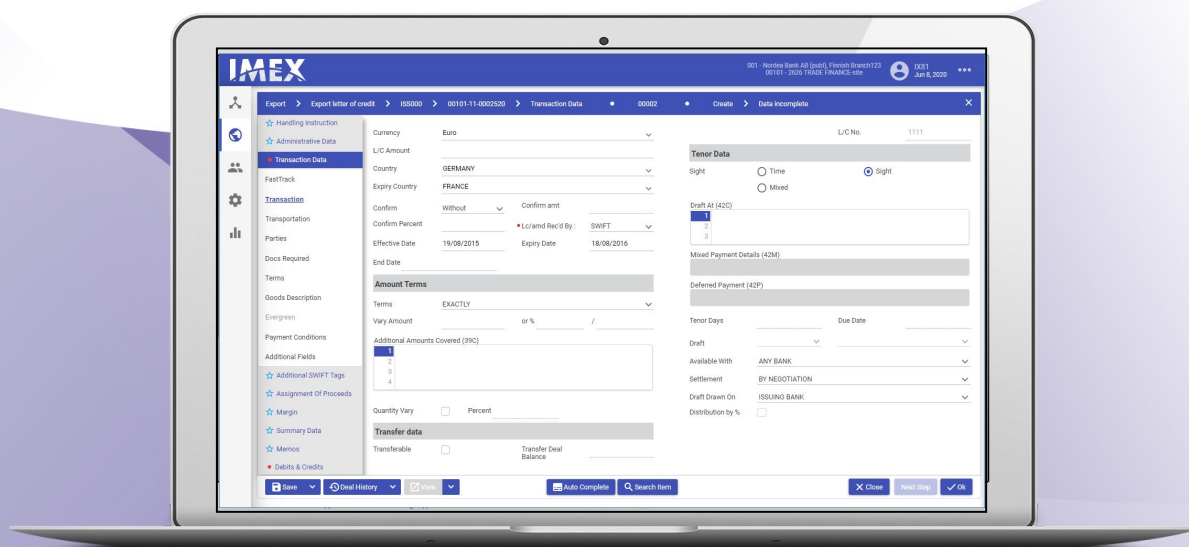 IMEX
001 - Nordea Bank AB (publ), Finnish Branch123
00101 - 2626 TRADE FINANCE-site
IX81
Jun 8, 2020
Export > Export letter of credit > ISS000 > 00101-11-0002520 > Transaction Data • 00002 • Create > Data incomplete
Handling Instruction
Administrative Data
Transaction Data
FastTrack
Transaction
Transportation
Parties
Docs Required
Terms
Goods Description
Evergreen
Payment Conditions
Additional Fields
Additional SWIFT Tags
Assignment Of Proceeds
Margin
Summary Data
Memos
Debits & Credits
Currency Euro
L/C Amount
Country GERMANY
Expiry Country FRANCE
Confirm Without Confirm amt
Confirm Percent Lc/amd Rec'd By : SWIFT
Effective Date 19/08/2015 Expiry Date 18/08/2016
End Date
Amount Terms
Terms EXACTLY
Vary Amount or % /
Additional Amounts Covered (39C)
1
2
3
4
Quantity Vary Percent
Transfer data
Transferable Transfer Deal
Balance
L/C No. 1111
Tenor Data
Sight Time Sight
Mixed
Draft At (42C)
1
2
3
Mixed Payment Details (42M)
Deferred Payment (42P)
Tenor Days Due Date
Draft
Available With ANY BANK
Settlement BY NEGOTIATION
Draft Drawn On ISSUING BANK
Distribution by %
Save Deal History View Auto Complete Search Item Close Next Step Ok